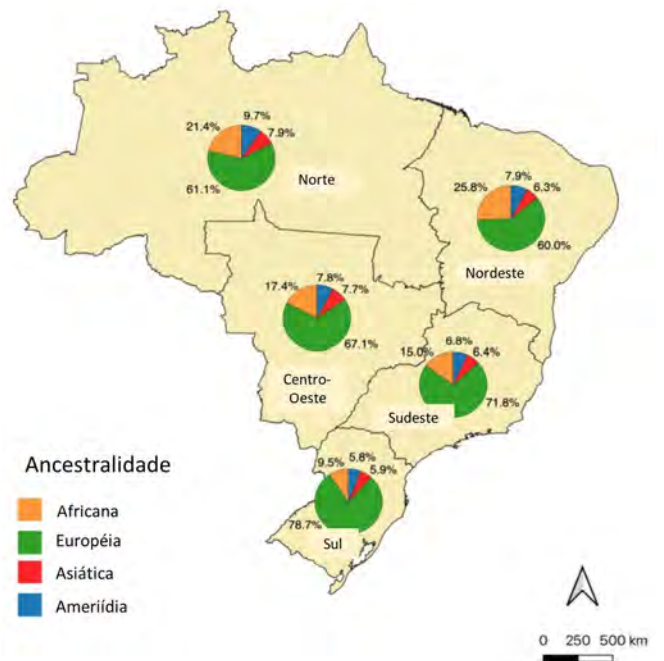 9.7%
21.4%
7.9%
61.1%
Norte
7.9%
25.8%
6.3%
60.0%
Nordeste
7.8%
17.4%
7.7%
67.1%
Centro-
Oeste
6.8%
15.0%
6.4%
71.8%
Sudeste
5.8%
9.5%
5.9%
78.7%
Sul
Ancestralidade
Africana
Européia
Asiática
Ameriídia
0 250 500 km